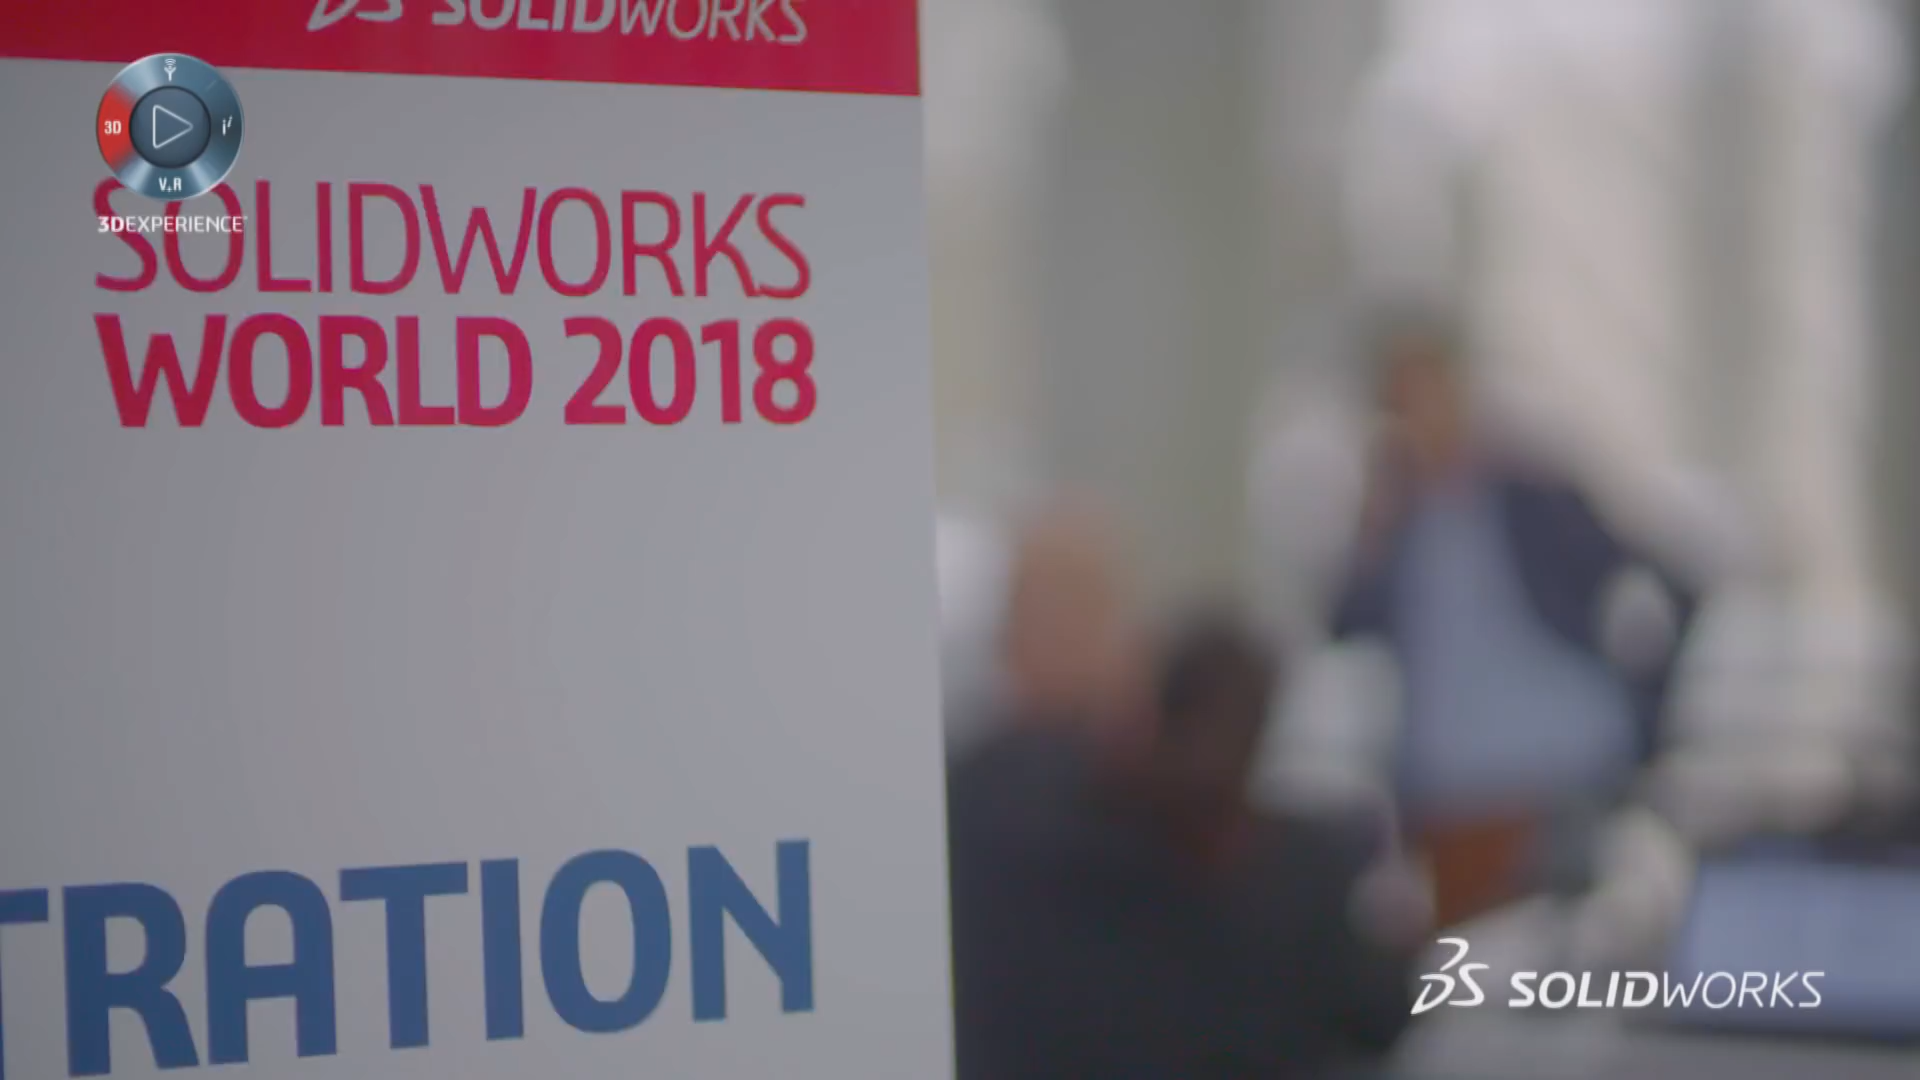 SOLIDWORKS
3D
V+R
3DEXPERIENCE
SOLIDWORKS
WORLD 2018
TRATION
SOLIDWORKS